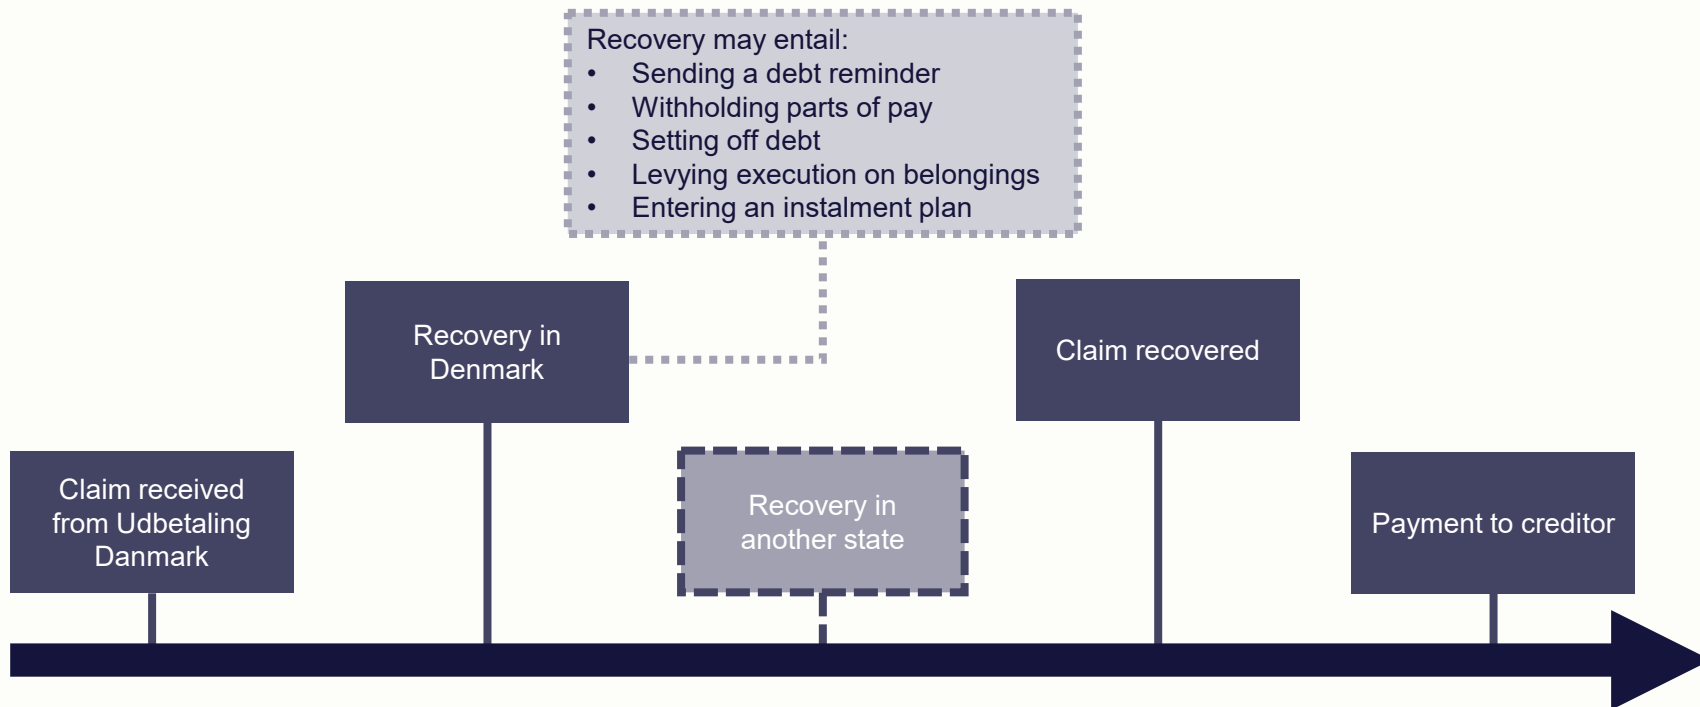 Recovery may entail:
• Sending a debt reminder
• Withholding parts of pay
• Setting off debt
• Levying execution on belongings
• Entering an instalment plan
Claim received
from Udbetaling
Danmark
Recovery in
Denmark
Recovery in
another state
Claim recovered
Payment to creditor